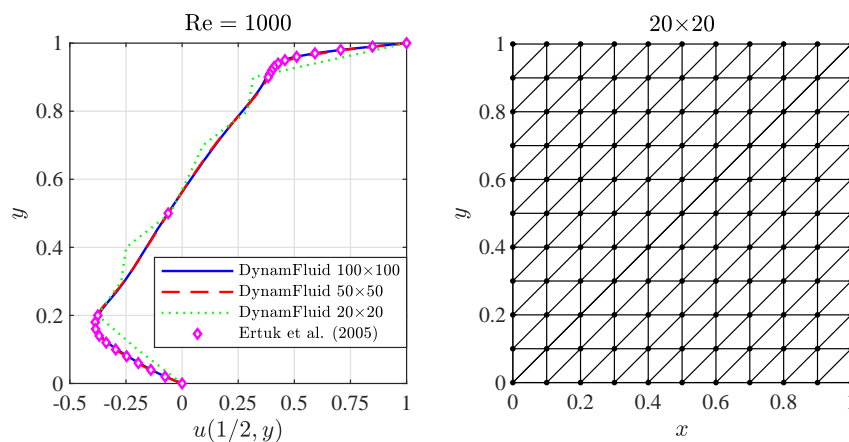 Re = 1000
1
0.8
0.6
0.4
0.2
0
y
-0.5 -0.25 0 0.25 0.5 0.75 1
u(1/2, y)
DynamFluid 100×100
DynamFluid 50×50
DynamFluid 20×20
Ertuk et al. (2005)
20×20
1
0.8
0.6
0.4
0.2
0
y
0 0.2 0.4 0.6 0.8 1
x